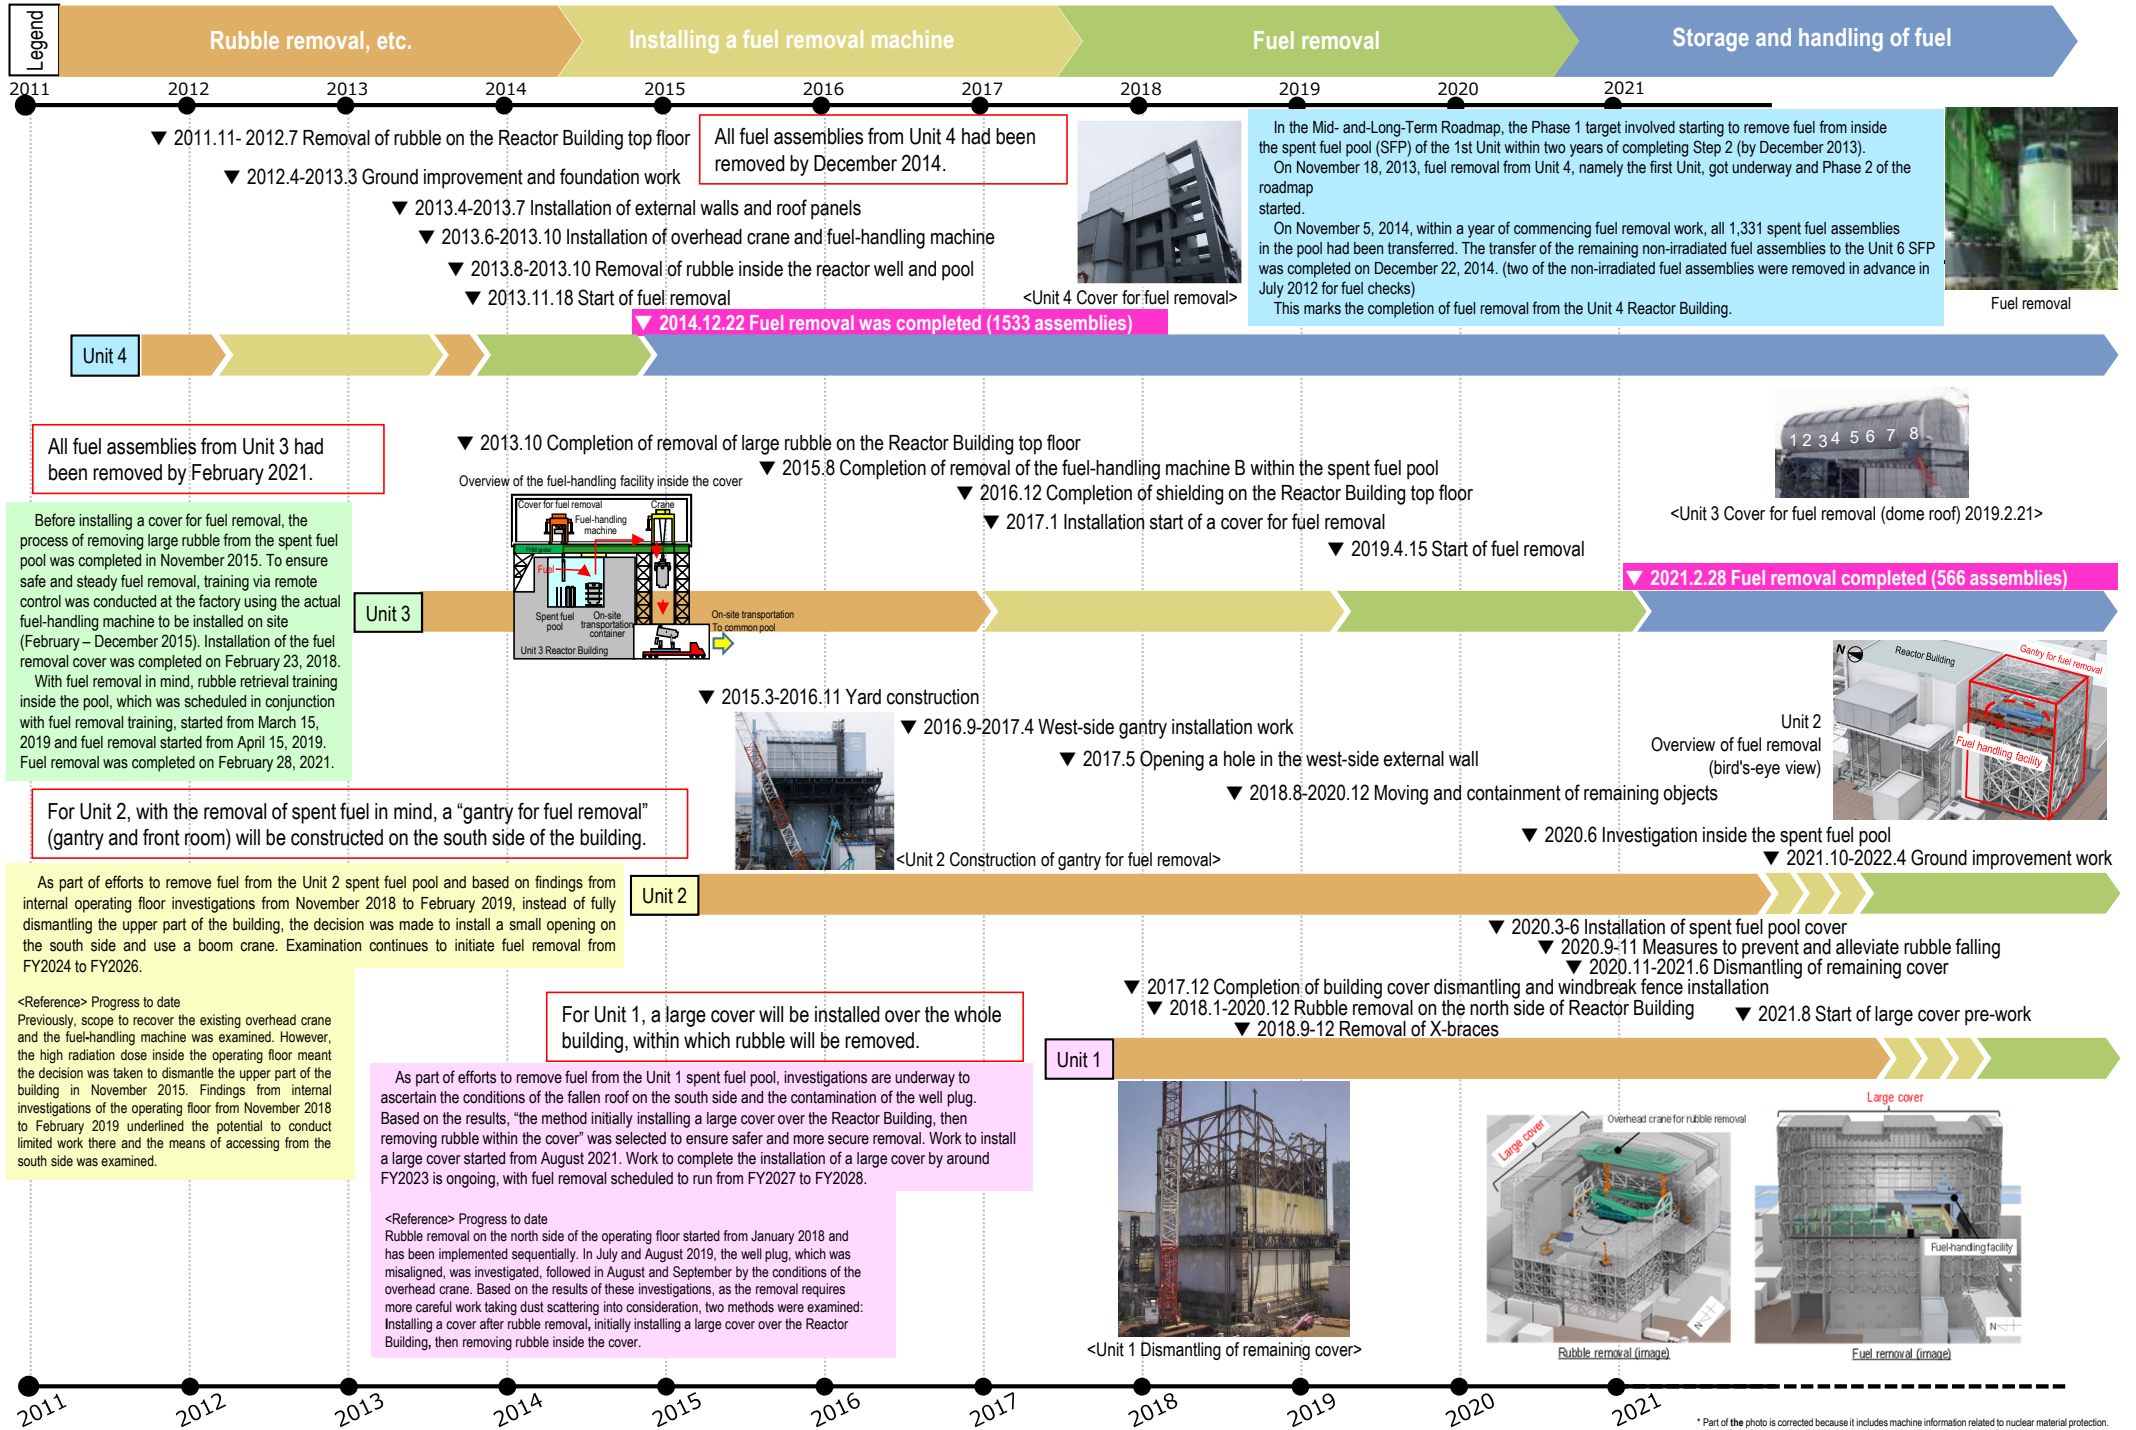 Legend
Rubble removal, etc.
Installing a fuel removal machine
Fuel removal
Storage and handling of fuel
2011
2012
2013
2014
2015
2016
2017
2018
2019
2020
2021
▼ 2011.11- 2012.7 Removal of rubble on the Reactor Building top floor
▼ 2012.4-2013.3 Ground improvement and foundation work
▼ 2013.4-2013.7 Installation of external walls and roof panels
▼ 2013.6-2013.10 Installation of overhead crane and fuel-handling machine
▼ 2013.8-2013.10 Removal of rubble inside the reactor well and pool
▼ 2013.11.18 Start of fuel removal
▼ 2014.12.22 Fuel removal was completed (1533 assemblies)
All fuel assemblies from Unit 4 had been
removed by December 2014.
<Unit 4 Cover for fuel removal>
In the Mid- and-Long-Term Roadmap, the Phase 1 target involved starting to remove fuel from inside
the spent fuel pool (SFP) of the 1st Unit within two years of completing Step 2 (by December 2013).
On November 18, 2013, fuel removal from Unit 4, namely the first Unit, got underway and Phase 2 of the
roadmap
started.
On November 5, 2014, within a year of commencing fuel removal work, all 1,331 spent fuel assemblies
in the pool had been transferred. The transfer of the remaining non-irradiated fuel assemblies to the Unit 6 SFP
was completed on December 22, 2014. (two of the non-irradiated fuel assemblies were removed in advance in
July 2012 for fuel checks)
This marks the completion of fuel removal from the Unit 4 Reactor Building.
Fuel removal
Unit 4
All fuel assemblies from Unit 3 had
been removed by February 2021.
Before installing a cover for fuel removal, the
process of removing large rubble from the spent fuel
pool was completed in November 2015. To ensure
safe and steady fuel removal, training via remote
control was conducted at the factory using the actual
fuel-handling machine to be installed on site
(February – December 2015). Installation of the fuel
removal cover was completed on February 23, 2018.
With fuel removal in mind, rubble retrieval training
inside the pool, which was scheduled in conjunction
with fuel removal training, started from March 15,
2019 and fuel removal started from April 15, 2019.
Fuel removal was completed on February 28, 2021.
▼ 2013.10 Completion of removal of large rubble on the Reactor Building top floor
▼ 2015.8 Completion of removal of the fuel-handling machine B within the spent fuel pool
▼ 2016.12 Completion of shielding on the Reactor Building top floor
▼ 2017.1 Installation start of a cover for fuel removal
▼ 2019.4.15 Start of fuel removal
▼ 2021.2.28 Fuel removal completed (566 assemblies)
1 2 3 4 5 6 7 8
<Unit 3 Cover for fuel removal (dome roof) 2019.2.21>
Overview of the fuel-handling facility inside the cover
Cover for fuel removal
Crane
Fuel-handling
machine
FHM girder
Fuel
Spent fuel
pool
On-site
transportation
container
Unit 3 Reactor Building
On-site transportation
To common pool
Unit 3
▼ 2015.3-2016.11 Yard construction
▼ 2016.9-2017.4 West-side gantry installation work
▼ 2017.5 Opening a hole in the west-side external wall
▼ 2018.8-2020.12 Moving and containment of remaining objects
▼ 2020.6 Investigation inside the spent fuel pool
▼ 2021.10-2022.4 Ground improvement work
<Unit 2 Construction of gantry for fuel removal>
Unit 2
Overview of fuel removal
(bird's-eye view)
N
Reactor Building
Gantry for fuel removal
Fuel handling facility
For Unit 2, with the removal of spent fuel in mind, a “gantry for fuel removal”
(gantry and front room) will be constructed on the south side of the building.
As part of efforts to remove fuel from the Unit 2 spent fuel pool and based on findings from
internal operating floor investigations from November 2018 to February 2019, instead of fully
dismantling the upper part of the building, the decision was made to install a small opening on
the south side and use a boom crane. Examination continues to initiate fuel removal from
FY2024 to FY2026.
<Reference> Progress to date
Previously, scope to recover the existing overhead crane
and the fuel-handling machine was examined. However,
the high radiation dose inside the operating floor meant
the decision was taken to dismantle the upper part of the
building in November 2015. Findings from internal
investigations of the operating floor from November 2018
to February 2019 underlined the potential to conduct
limited work there and the means of accessing from the
south side was examined.
Unit 2
▼ 2020.3-6 Installation of spent fuel pool cover
▼ 2020.9-11 Measures to prevent and alleviate rubble falling
▼ 2020.11-2021.6 Dismantling of remaining cover
▼ 2017.12 Completion of building cover dismantling and windbreak fence installation
▼ 2018.1-2020.12 Rubble removal on the north side of Reactor Building
▼ 2018.9-12 Removal of X-braces
▼ 2021.8 Start of large cover pre-work
For Unit 1, a large cover will be installed over the whole
building, within which rubble will be removed.
Unit 1
As part of efforts to remove fuel from the Unit 1 spent fuel pool, investigations are underway to
ascertain the conditions of the fallen roof on the south side and the contamination of the well plug.
Based on the results, “the method initially installing a large cover over the Reactor Building, then
removing rubble within the cover” was selected to ensure safer and more secure removal. Work to install
a large cover started from August 2021. Work to complete the installation of a large cover by around
FY2023 is ongoing, with fuel removal scheduled to run from FY2027 to FY2028.
<Reference> Progress to date
Rubble removal on the north side of the operating floor started from January 2018 and
has been implemented sequentially. In July and August 2019, the well plug, which was
misaligned, was investigated, followed in August and September by the conditions of the
overhead crane. Based on the results of these investigations, as the removal requires
more careful work taking dust scattering into consideration, two methods were examined:
Installing a cover after rubble removal, initially installing a large cover over the Reactor
Building, then removing rubble inside the cover.
<Unit 1 Dismantling of remaining cover>
Large cover
Overhead crane for rubble removal
N
Rubble removal (image)
Large cover
Fuel-handling facility
N
Fuel removal (image)
2011
2012
2013
2014
2015
2016
2017
2018
2019
2020
2021
* Part of the photo is corrected because it includes machine information related to nuclear material protection.